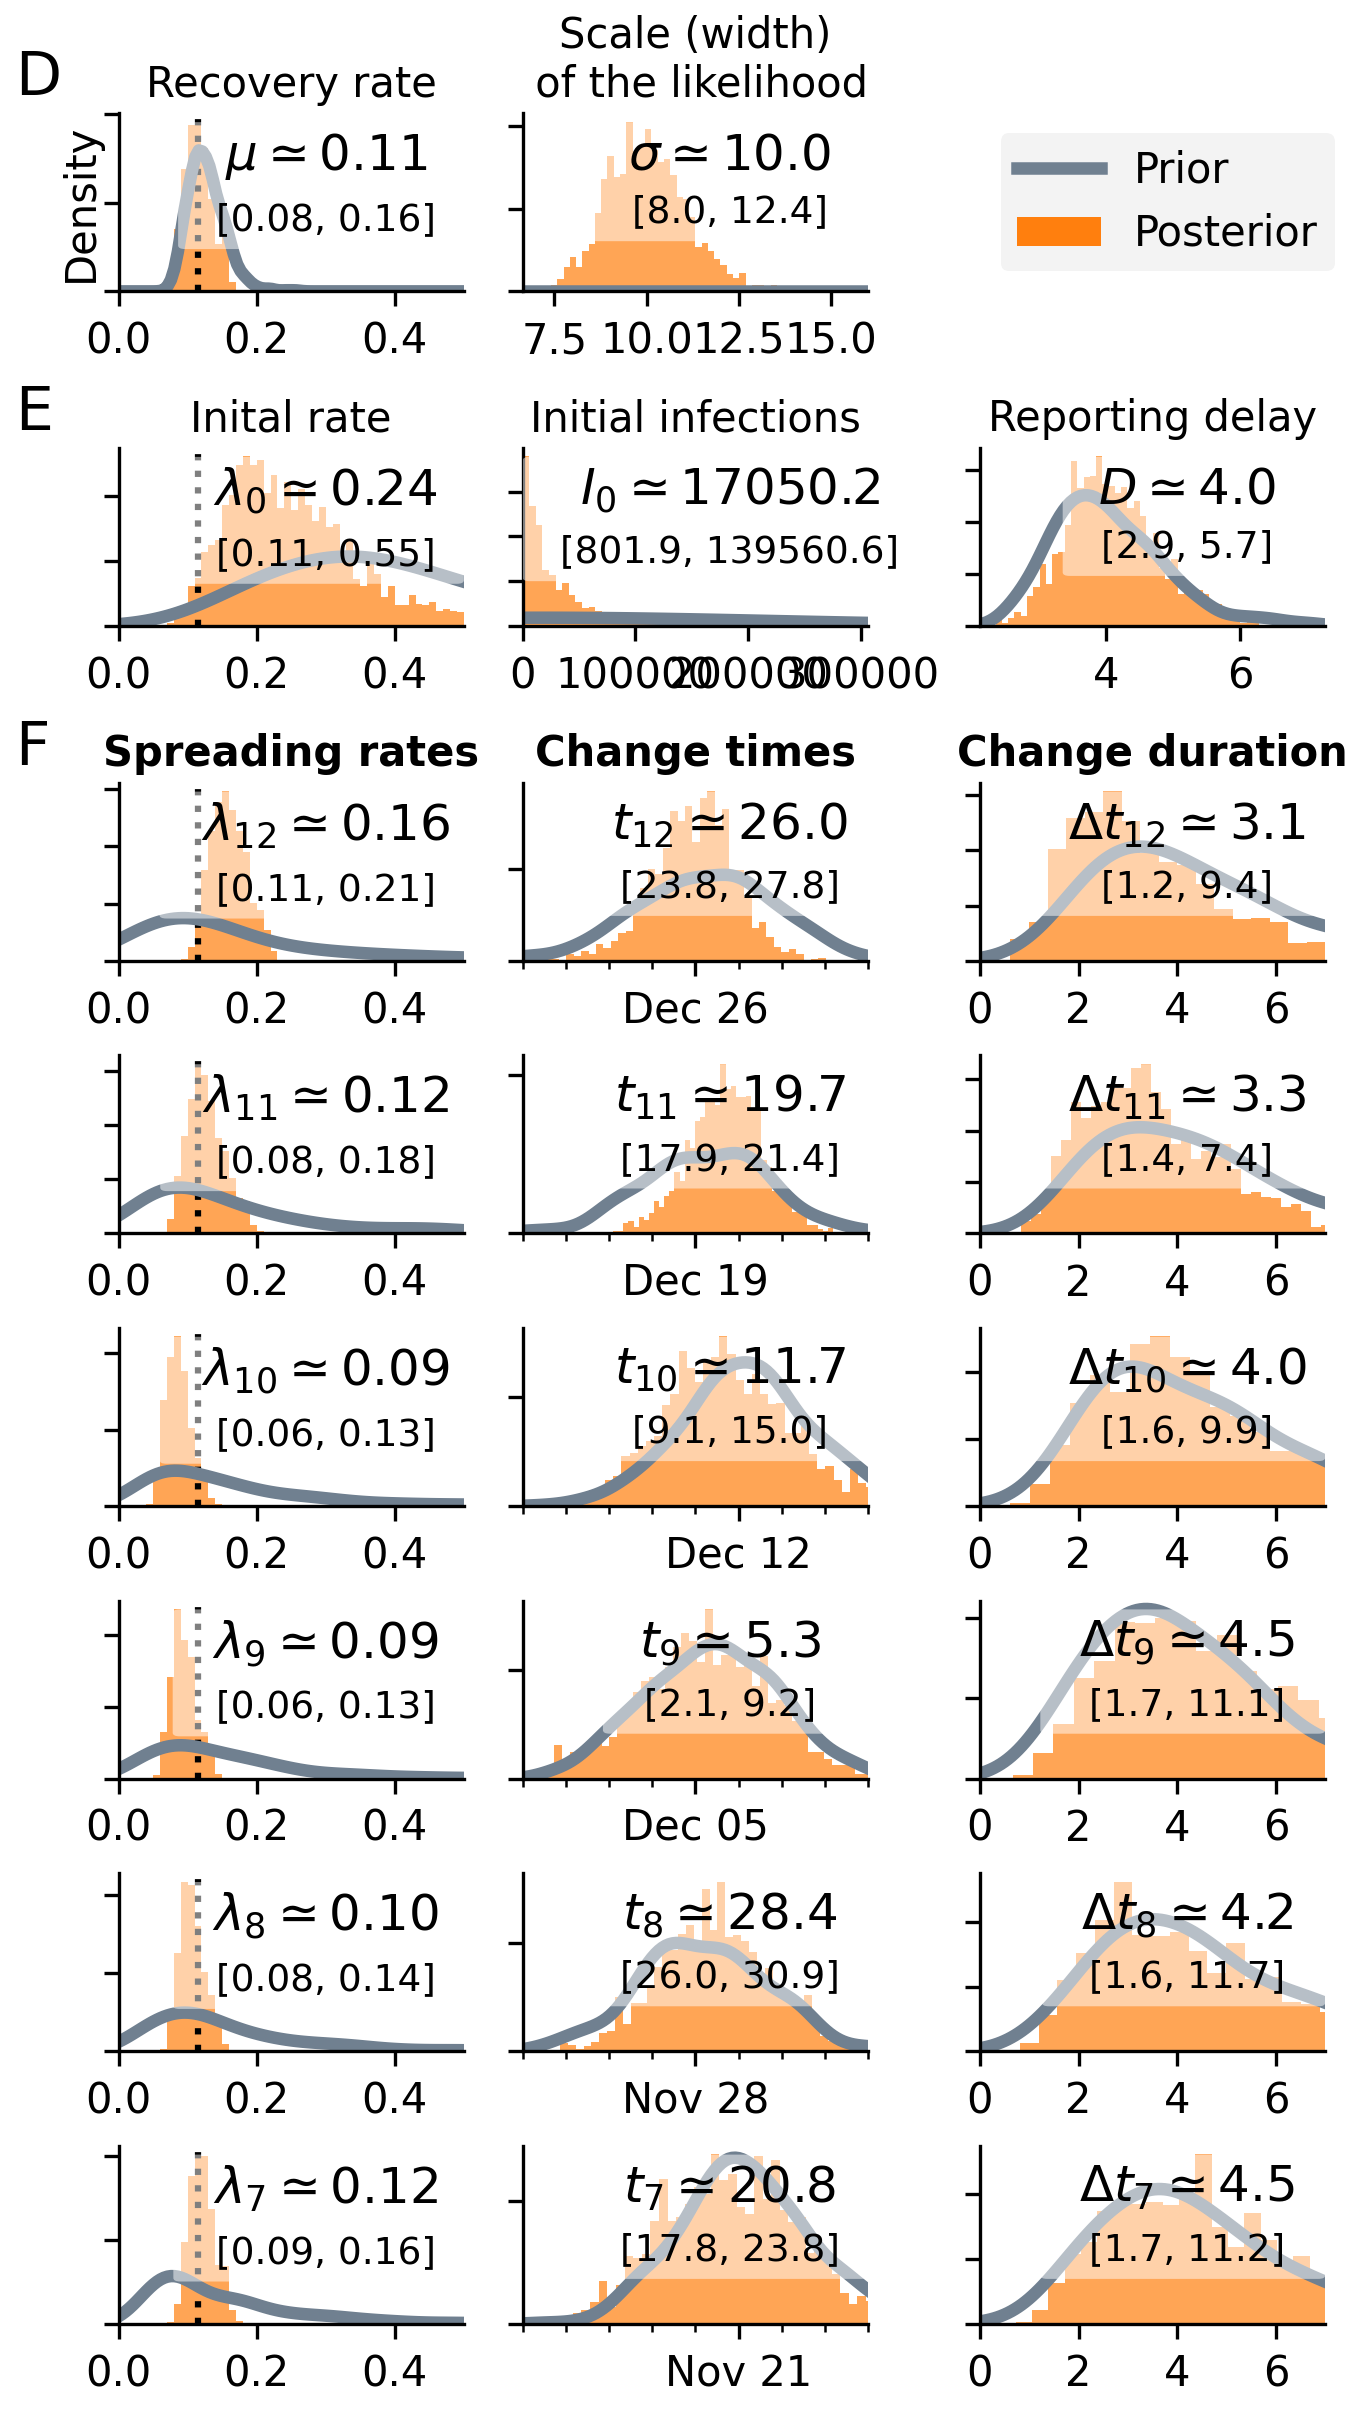 D
Recovery rate
Scale (width)
of the likelihood
Density
μ ≃ 0.11
[0.08, 0.16]
σ ≃ 10.0
[8.0, 12.4]
Prior
Posterior
0.0 0.2 0.4
7.5 10.0 12.5 15.0
E
Inital rate
Initial infections
Reporting delay
λ₀ ≃ 0.24
[0.11, 0.55]
I₀ ≃ 17050.2
[801.9, 139560.6]
D ≃ 4.0
[2.9, 5.7]
0.0 0.2 0.4
0 100000 200000 300000
4 6
F
Spreading rates
Change times
Change duration
λ₁₂ ≃ 0.16
[0.11, 0.21]
t₁₂ ≃ 26.0
[23.8, 27.8]
Δt₁₂ ≃ 3.1
[1.2, 9.4]
0.0 0.2 0.4
Dec 26
0 2 4 6
λ₁₁ ≃ 0.12
[0.08, 0.18]
t₁₁ ≃ 19.7
[17.9, 21.4]
Δt₁₁ ≃ 3.3
[1.4, 7.4]
0.0 0.2 0.4
Dec 19
0 2 4 6
λ₁₀ ≃ 0.09
[0.06, 0.13]
t₁₀ ≃ 11.7
[9.1, 15.0]
Δt₁₀ ≃ 4.0
[1.6, 9.9]
0.0 0.2 0.4
Dec 12
0 2 4 6
λ₉ ≃ 0.09
[0.06, 0.13]
t₉ ≃ 5.3
[2.1, 9.2]
Δt₉ ≃ 4.5
[1.7, 11.1]
0.0 0.2 0.4
Dec 05
0 2 4 6
λ₈ ≃ 0.10
[0.08, 0.14]
t₈ ≃ 28.4
[26.0, 30.9]
Δt₈ ≃ 4.2
[1.6, 11.7]
0.0 0.2 0.4
Nov 28
0 2 4 6
λ₇ ≃ 0.12
[0.09, 0.16]
t₇ ≃ 20.8
[17.8, 23.8]
Δt₇ ≃ 4.5
[1.7, 11.2]
0.0 0.2 0.4
Nov 21
0 2 4 6